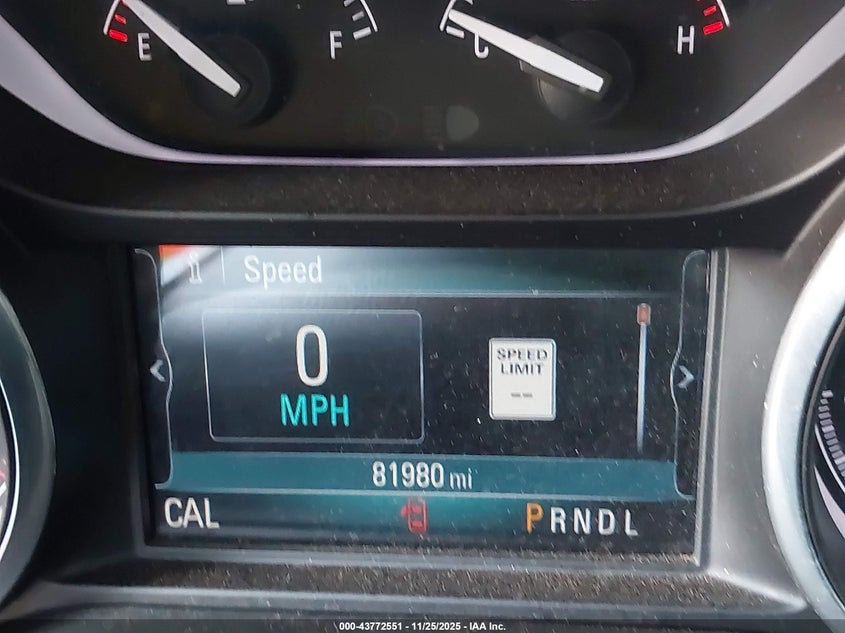 E F C H
i Speed
0
MPH
SPEED
LIMIT
--
81980 mi
CAL PRNDL
000-43772551 - 11/25/2025 - IAA Inc.